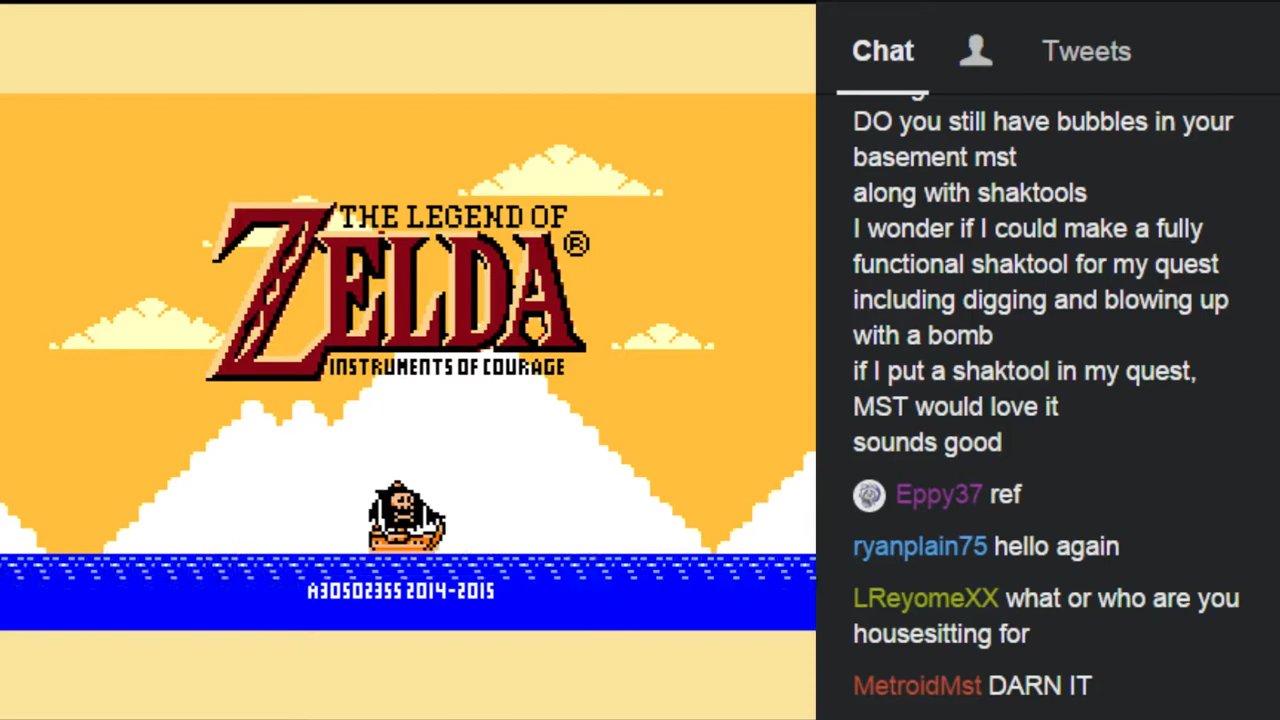 THE LEGEND OF
ZELDA®
INSTRUMENTS OF COURAGE
A30502355 2014-2015
Chat
Tweets
DO you still have bubbles in your
basement mst
along with shaktools
I wonder if I could make a fully
functional shaktool for my quest
including digging and blowing up
with a bomb
if I put a shaktool in my quest,
MST would love it
sounds good
Eppy37 ref
ryanplain75 hello again
LReyomeXX what or who are you
housesitting for
MetroidMst DARN IT